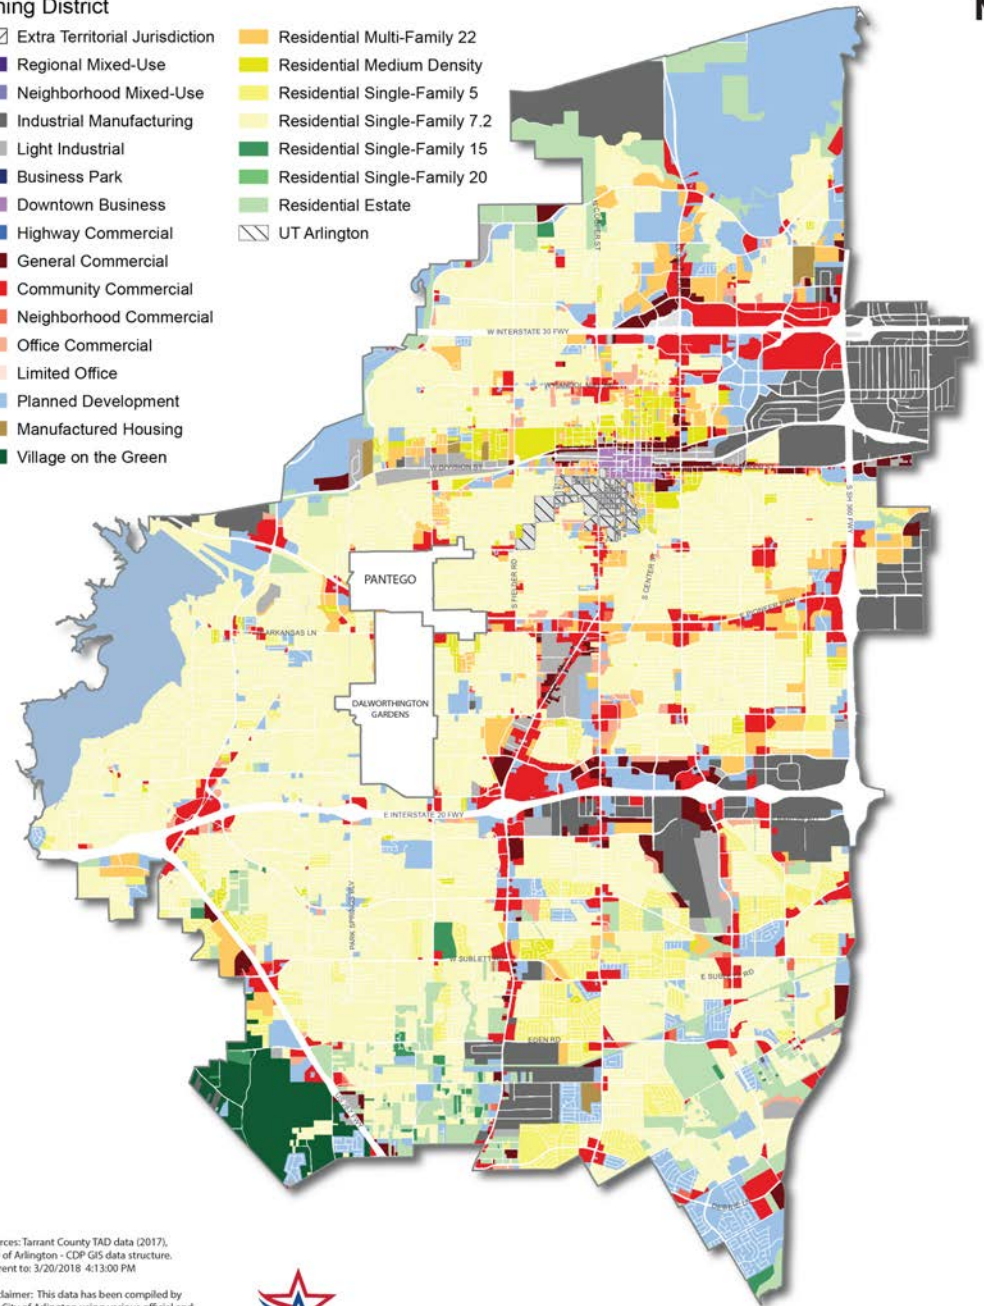 ning District
Extra Territorial Jurisdiction
Regional Mixed-Use
Neighborhood Mixed-Use
Industrial Manufacturing
Light Industrial
Business Park
Downtown Business
Highway Commercial
General Commercial
Community Commercial
Neighborhood Commercial
Office Commercial
Limited Office
Planned Development
Manufactured Housing
Village on the Green
Residential Multi-Family 22
Residential Medium Density
Residential Single-Family 5
Residential Single-Family 7.2
Residential Single-Family 15
Residential Single-Family 20
Residential Estate
UT Arlington
W INTERSTATE 30 FWY
W DIVISION ST
S SH 360 FWY
PANTEGO
S FIELDER RD
S CENTER ST
E PIONEER PKWY
ARKANSAS LN
DALWORTHINGTON
GARDENS
E INTERSTATE 20 FWY
PARK SPRINGS BLV
W SUBLETT RD
E SUBLETT RD
EDEN RD
rces: Tarrant County TAD data (2017),
of Arlington - CDP GIS data structure.
rent to: 3/20/2018 4:13:00 PM
laimer: This data has been compiled by